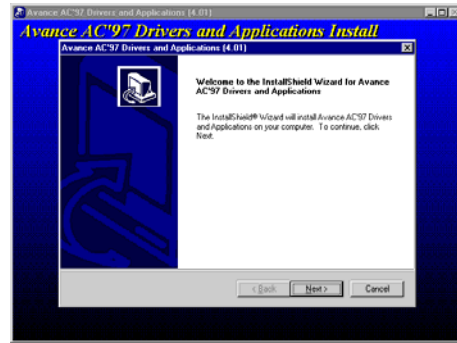 Avance AC'97 Drivers and Applications (4.01)
Avance AC'97 Drivers and Applications Install
Avance AC'97 Drivers and Applications (4.01)
Welcome to the InstallShield Wizard for Avance
AC'97 Drivers and Applications
The InstallShield® Wizard will install Avance AC'97 Drivers
and Applications on your computer. To continue, click
Next.
< Back
Next >
Cancel